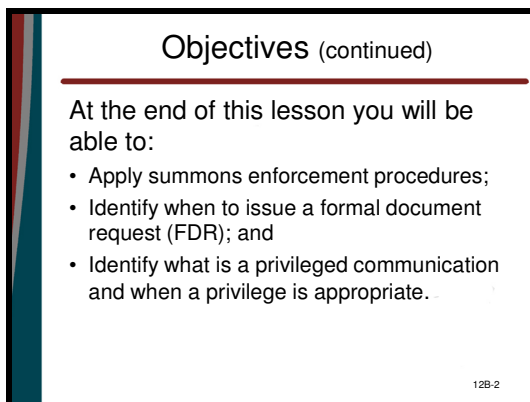 Objectives (continued)
At the end of this lesson you will be
able to:
• Apply summons enforcement procedures;
• Identify when to issue a formal document
request (FDR); and
• Identify what is a privileged communication
and when a privilege is appropriate.
12B-2